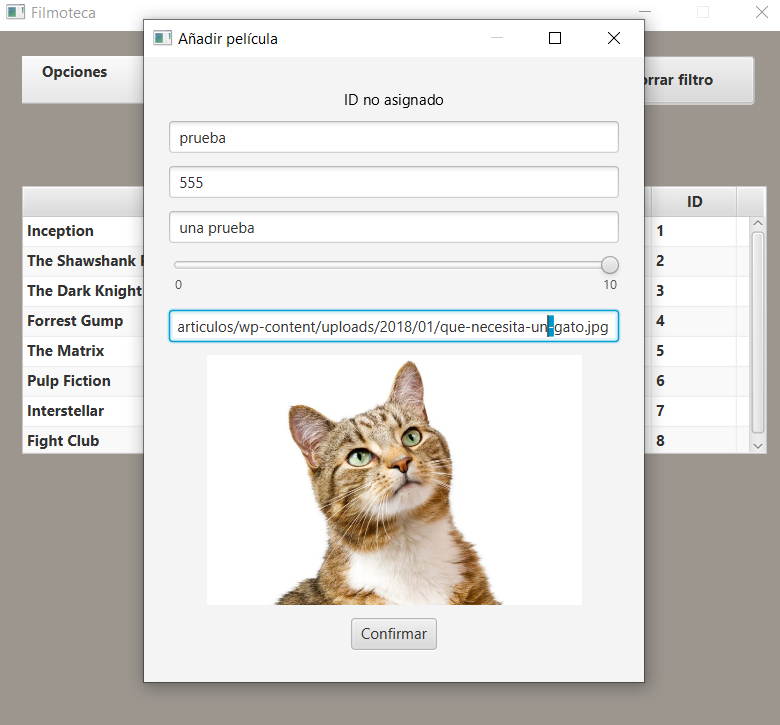 Filmoteca
Añadir película
Opciones
orrar filtro
ID no asignado
prueba
555
una prueba
0
10
articulos/wp-content/uploads/2018/01/que-necesita-un-gato.jpg
Confirmar
ID
Inception
1
The Shawshank
2
The Dark Knight
3
Forrest Gump
4
The Matrix
5
Pulp Fiction
6
Interstellar
7
Fight Club
8